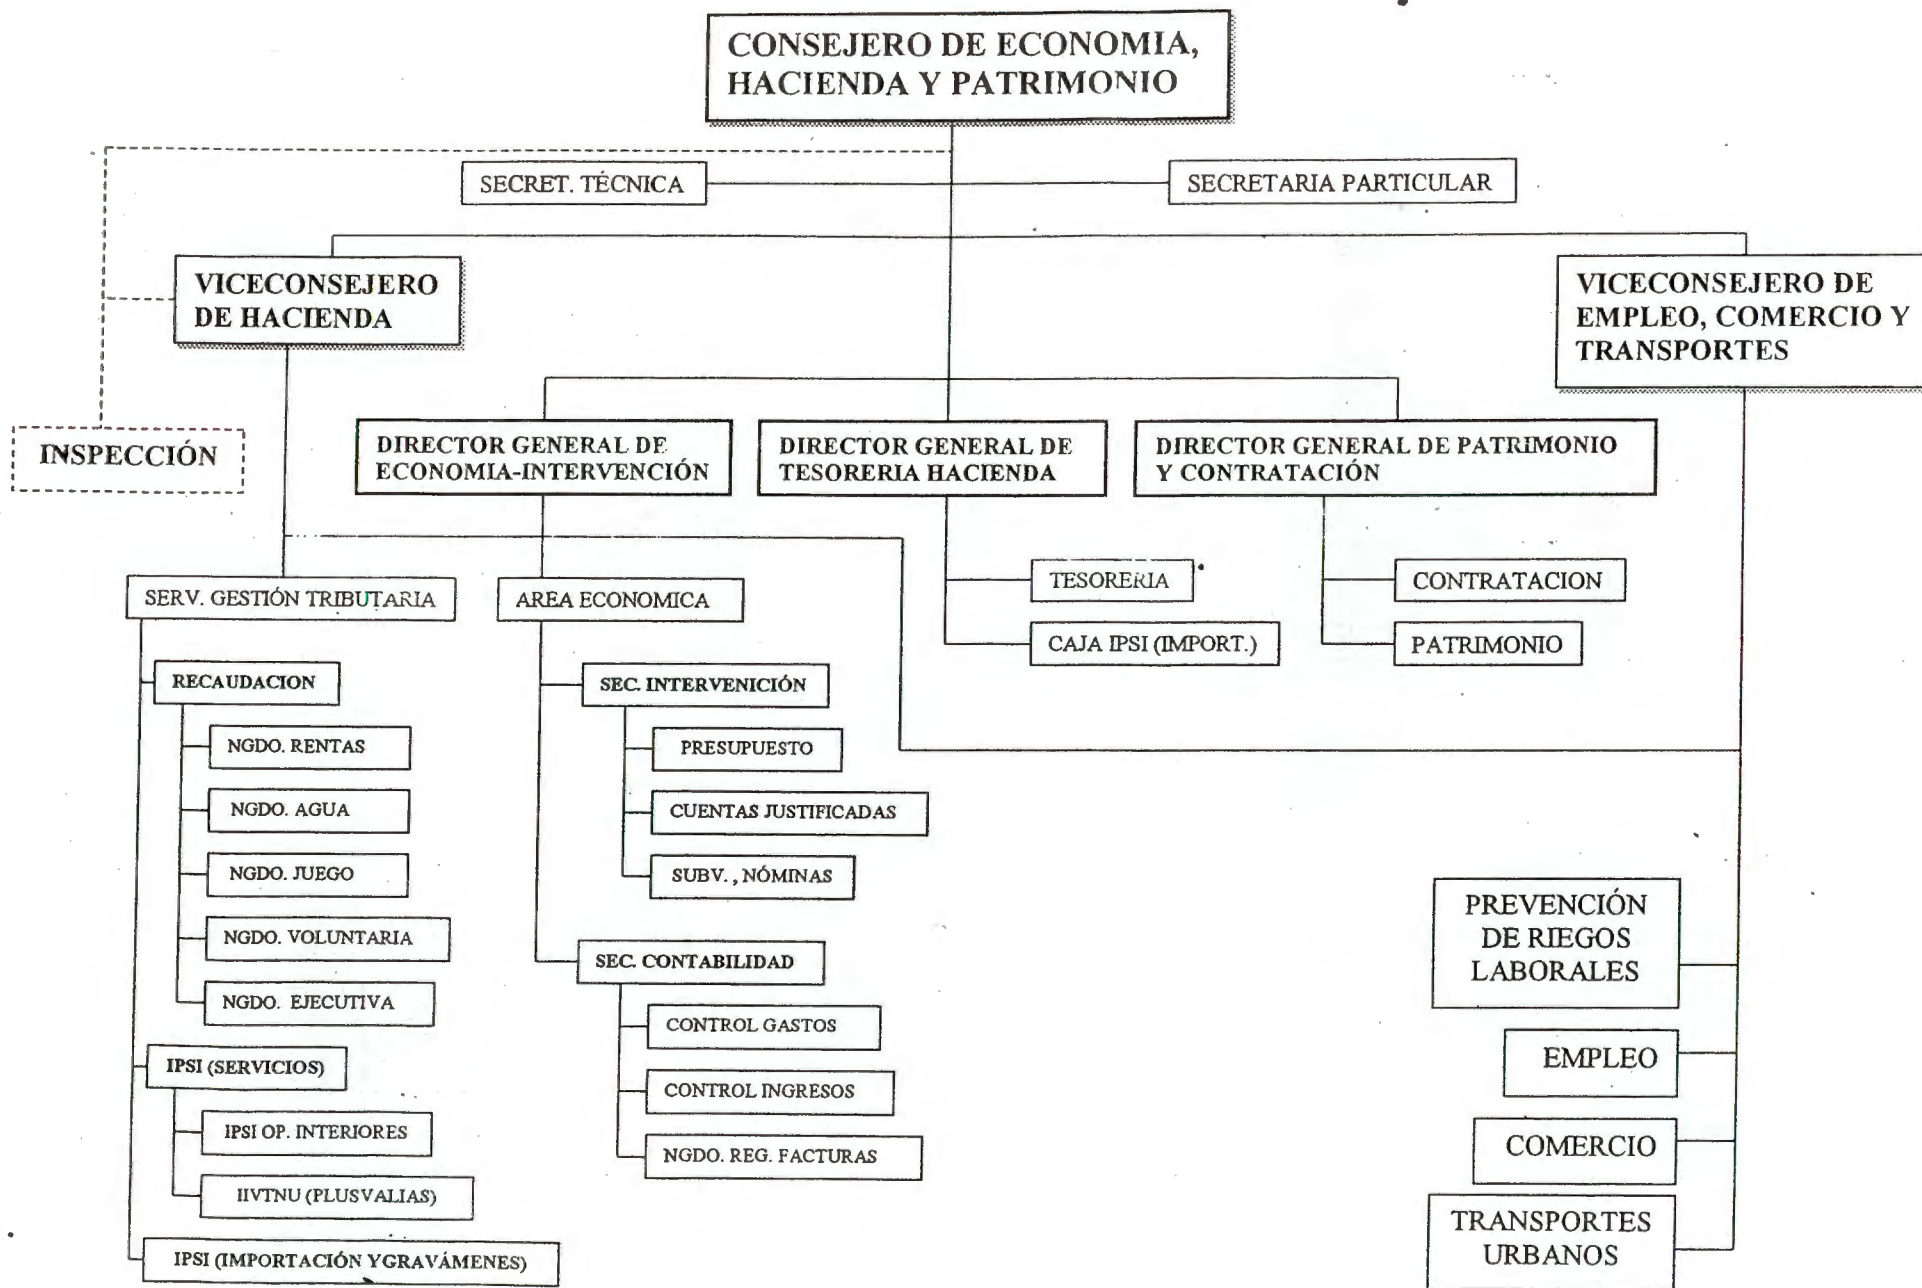 CONSEJERO DE ECONOMIA,
HACIENDA Y PATRIMONIO
SECRET. TÉCNICA
SECRETARIA PARTICULAR
VICECONSEJERO
DE HACIENDA
VICECONSEJERO DE
EMPLEO, COMERCIO Y
TRANSPORTES
INSPECCIÓN
DIRECTOR GENERAL DE
ECONOMIA-INTERVENCIÓN
DIRECTOR GENERAL DE
TESORERIA HACIENDA
DIRECTOR GENERAL DE PATRIMONIO
Y CONTRATACIÓN
SERV. GESTIÓN TRIBUTARIA
RECAUDACION
NGDO. RENTAS
NGDO. AGUA
NGDO. JUEGO
NGDO. VOLUNTARIA
NGDO. EJECUTIVA
IPSI (SERVICIOS)
IPSI OP. INTERIORES
IIVTNU (PLUSVALIAS)
IPSI (IMPORTACIÓN YGRAVÁMENES)
AREA ECONOMICA
SEC. INTERVENICIÓN
PRESUPUESTO
CUENTAS JUSTIFICADAS
SUBV. , NÓMINAS
SEC. CONTABILIDAD
CONTROL GASTOS
CONTROL INGRESOS
NGDO. REG. FACTURAS
TESORERIA
CAJA IPSI (IMPORT.)
CONTRATACION
PATRIMONIO
PREVENCIÓN
DE RIEGOS
LABORALES
EMPLEO
COMERCIO
TRANSPORTES
URBANOS